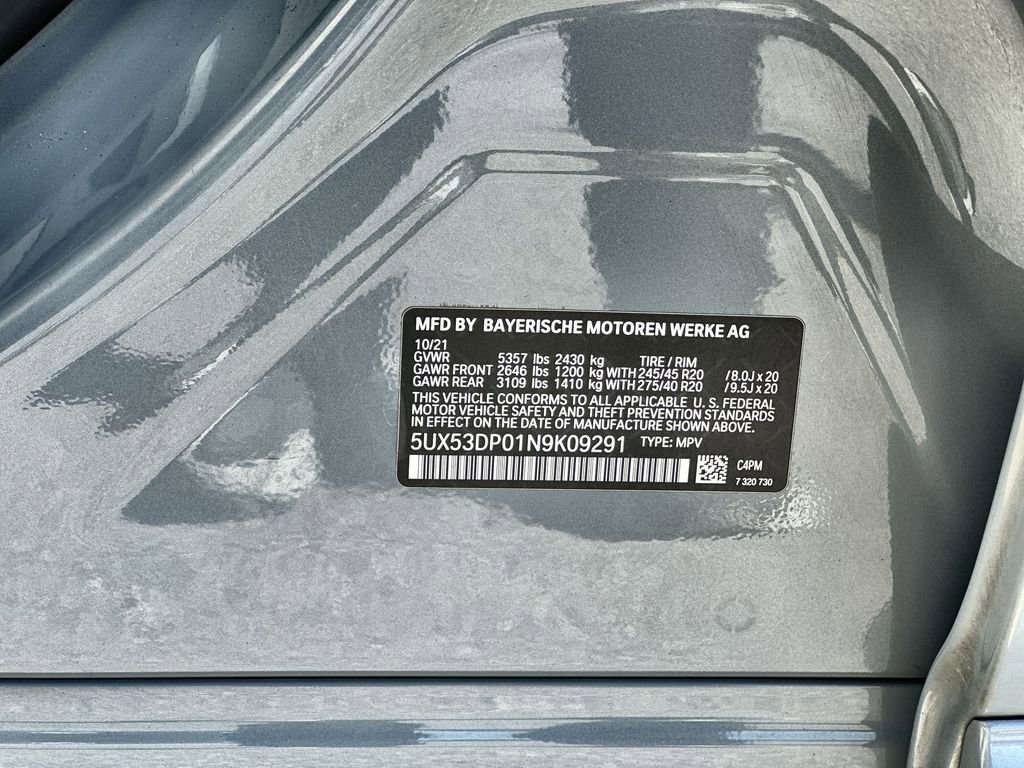 MFD BY BAYERISCHE MOTOREN WERKE AG
10/21
GVWR 5357 lbs 2430 kg TIRE / RIM
GAWR FRONT 2646 lbs 1200 kg WITH 245/45 R20 /8.0J x 20
GAWR REAR 3109 lbs 1410 kg WITH 275/40 R20 /9.5J x 20
THIS VEHICLE CONFORMS TO ALL APPLICABLE U. S. FEDERAL
MOTOR VEHICLE SAFETY AND THEFT PREVENTION STANDARDS
IN EFFECT ON THE DATE OF MANUFACTURE SHOWN ABOVE.
5UX53DP01N9K09291 TYPE: MPV
C4PM
7 320 730